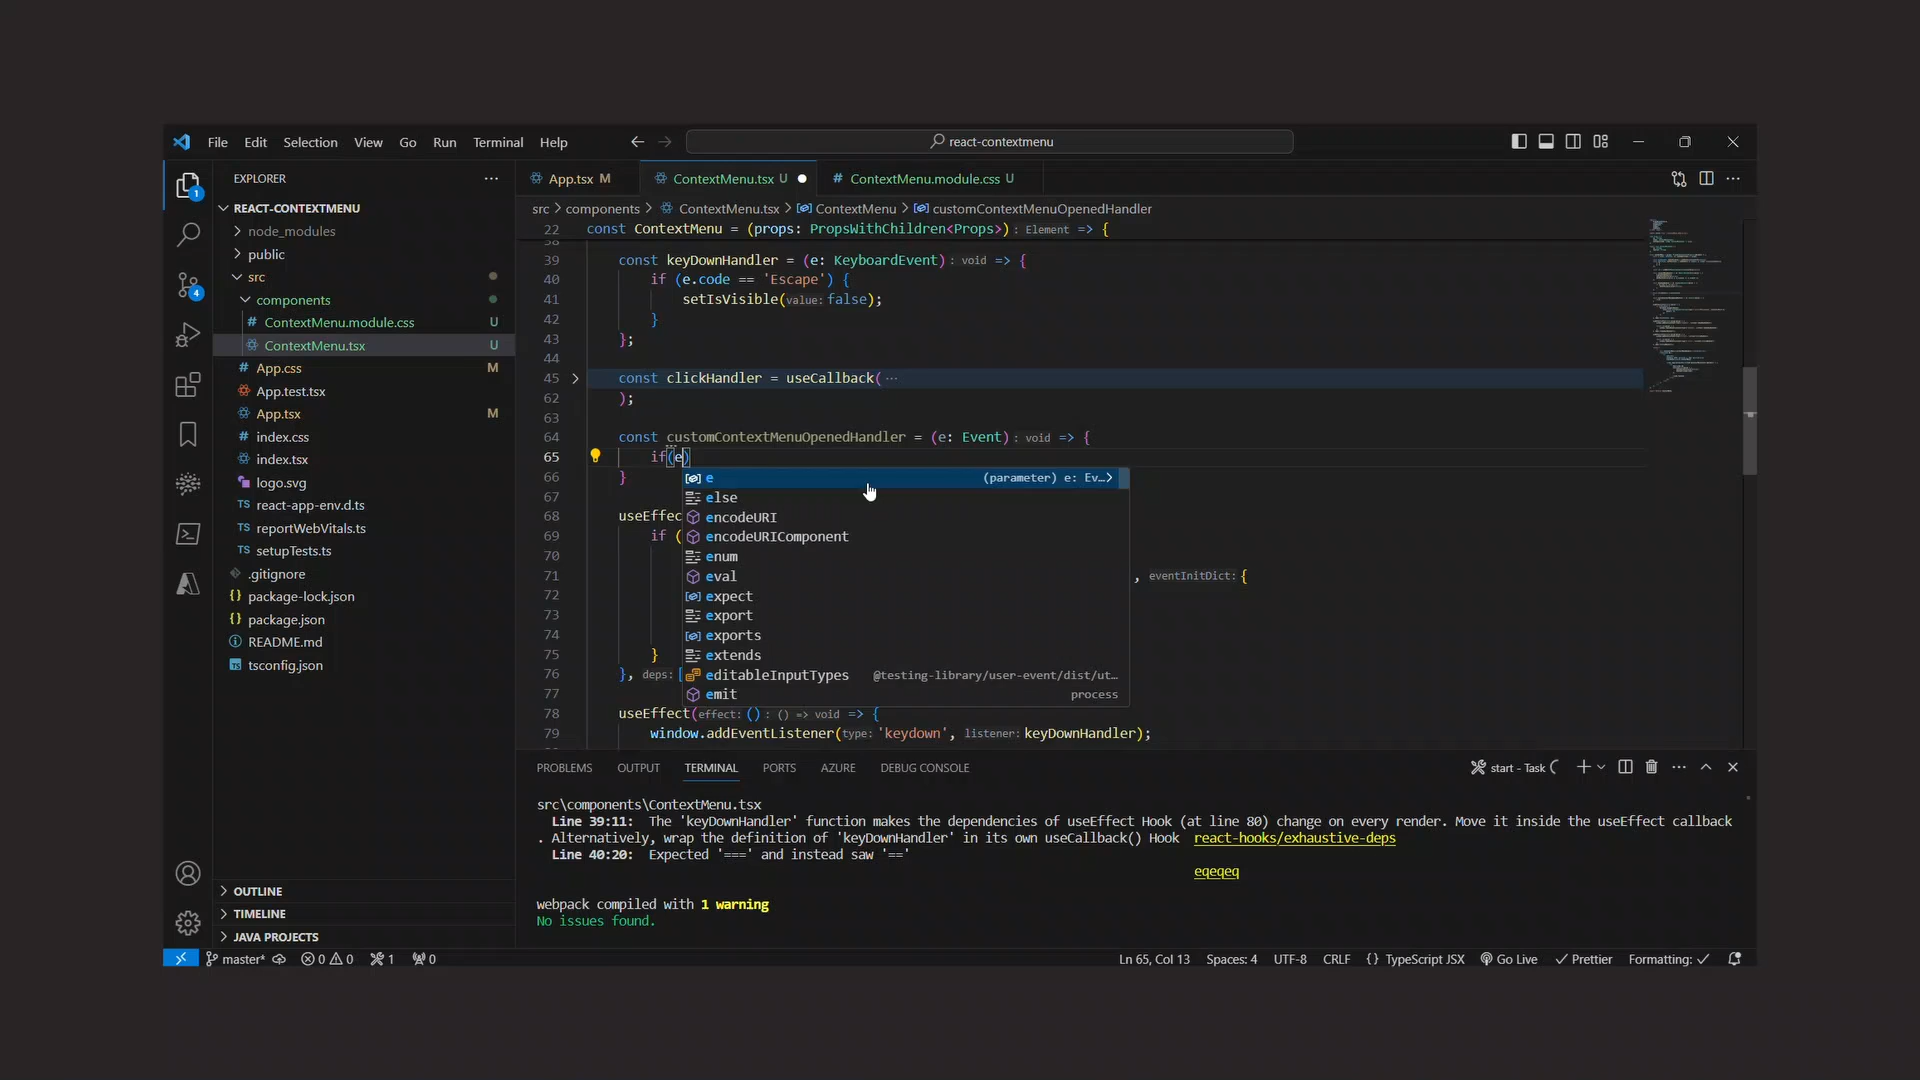 File Edit Selection View Go Run Terminal Help
react-contextmenu
EXPLORER
1
REACT-CONTEXTMENU
node_modules
public
src
4
components
ContextMenu.module.css U
ContextMenu.tsx U
App.css M
App.test.tsx
App.tsx M
index.css
index.tsx
logo.svg
TS react-app-env.d.ts
TS reportWebVitals.ts
TS setupTests.ts
.gitignore
package-lock.json
package.json
README.md
tsconfig.json
OUTLINE
TIMELINE
JAVA PROJECTS
App.tsx M
ContextMenu.tsx U
# ContextMenu.module.css U
src > components > ContextMenu.tsx > ContextMenu > customContextMenuOpenedHandler
22 const ContextMenu = (props: PropsWithChildren<Props>): Element => {
38
39 const keyDownHandler = (e: KeyboardEvent): void => {
40 if (e.code == 'Escape') {
41 setIsVisible(value: false);
42 }
43 };
44
45 const clickHandler = useCallback( ...
62 );
63
64 const customContextMenuOpenedHandler = (e: Event): void => {
65 if(e)
66 }
67
68 useEffec
69 if (
70
71 , eventInitDict: {
72
73
74
75 }
76 }, deps: [
77
78 useEffect(effect: (): () => void => {
79 window.addEventListener(type: 'keydown', listener: keyDownHandler);
e (parameter) e: Ev…>
else
encodeURI
encodeURIComponent
enum
eval
expect
export
exports
extends
editableInputTypes @testing-library/user-event/dist/ut…
emit process
PROBLEMS OUTPUT TERMINAL PORTS AZURE DEBUG CONSOLE
start - Task
src\components\ContextMenu.tsx
Line 39:11: The 'keyDownHandler' function makes the dependencies of useEffect Hook (at line 80) change on every render. Move it inside the useEffect callback
. Alternatively, wrap the definition of 'keyDownHandler' in its own useCallback() Hook react-hooks/exhaustive-deps
Line 40:20: Expected '===' and instead saw '=='
eqeqeq
webpack compiled with 1 warning
No issues found.
master* 0 0 1 0
Ln 65, Col 13 Spaces: 4 UTF-8 CRLF {} TypeScript JSX Go Live Prettier Formatting: ✓